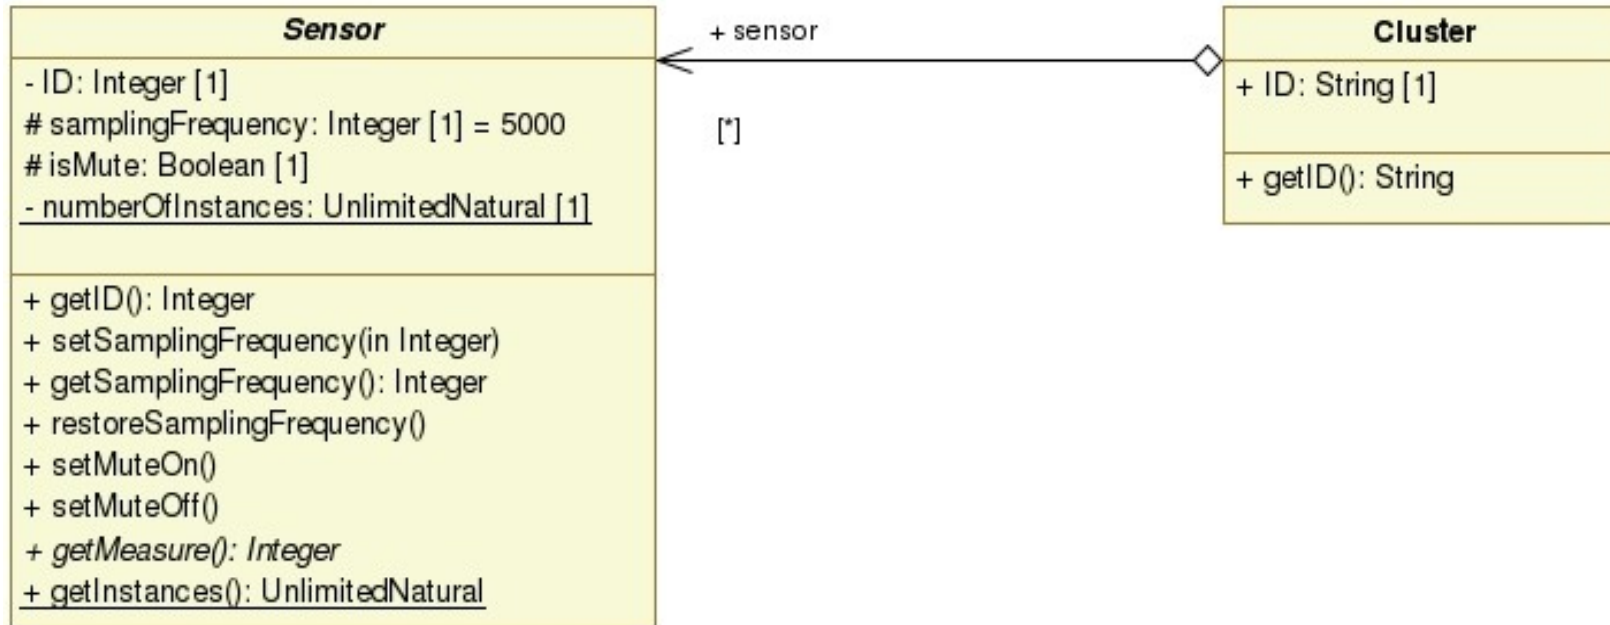 Sensor
- ID: Integer [1]
# samplingFrequency: Integer [1] = 5000
# isMute: Boolean [1]
- numberOfInstances: UnlimitedNatural [1]
+ getID(): Integer
+ setSamplingFrequency(in Integer)
+ getSamplingFrequency(): Integer
+ restoreSamplingFrequency()
+ setMuteOn()
+ setMuteOff()
+ getMeasure(): Integer
+ getInstances(): UnlimitedNatural
+ sensor
[*]
Cluster
+ ID: String [1]
+ getID(): String